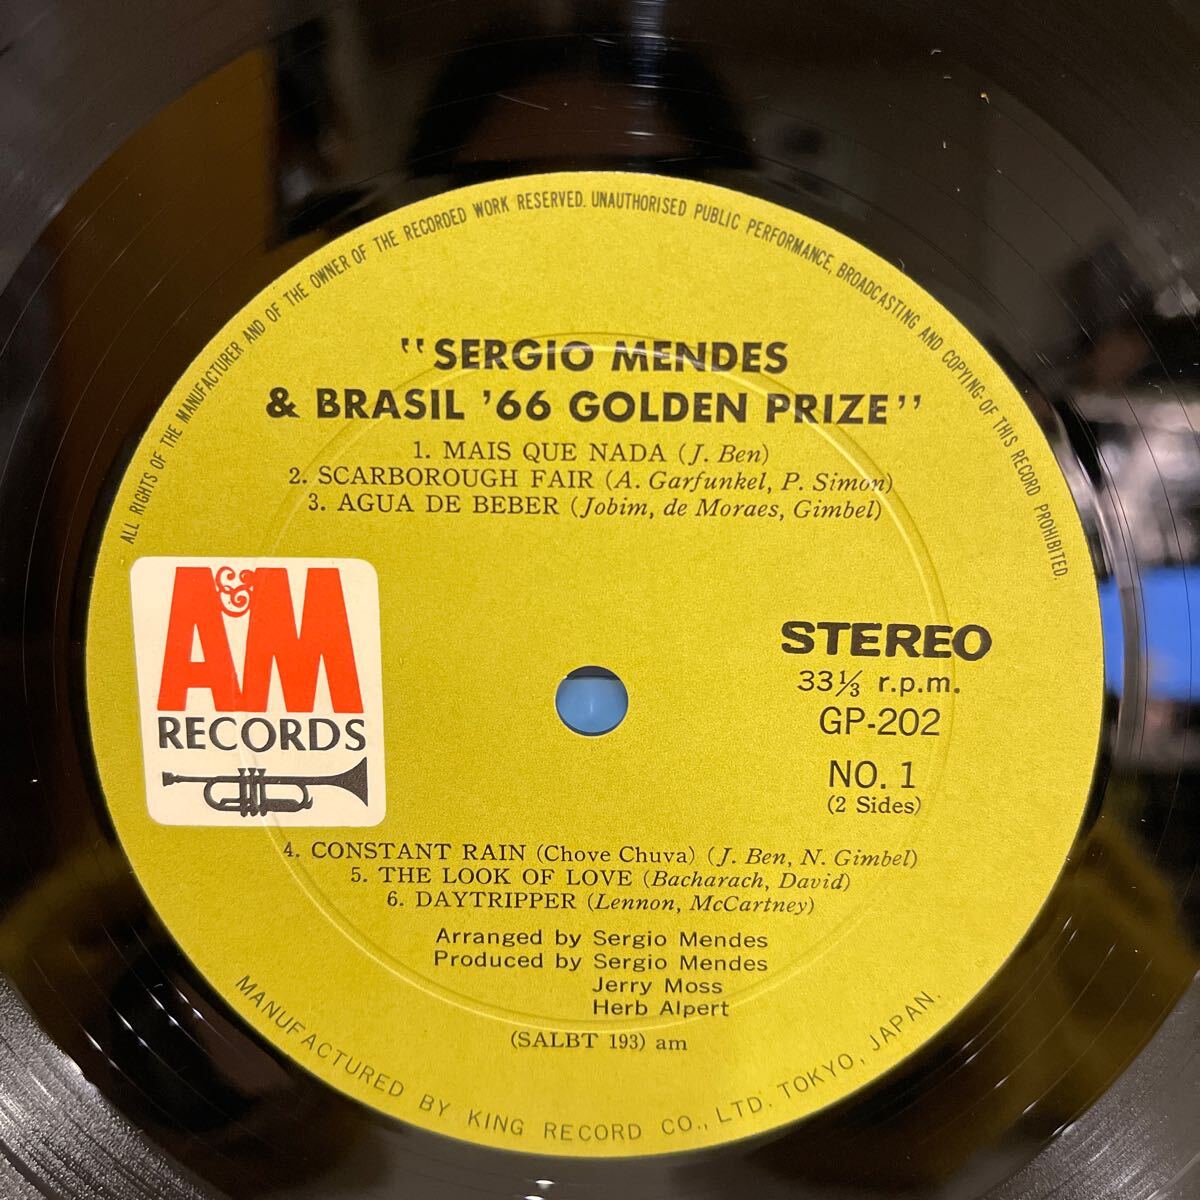 ALL RIGHTS OF THE MANUFACTURER AND OF THE OWNER OF THE RECORDED WORK RESERVED. UNAUTHORISED PUBLIC PERFORMANCE, BROADCASTING AND COPYING OF THIS RECORD PROHIBITED.
"SERGIO MENDES
& BRASIL '66 GOLDEN PRIZE"
1. MAIS QUE NADA (J. Ben)
2. SCARBOROUGH FAIR (A. Garfunkel, P. Simon)
3. AGUA DE BEBER (Jobim, de Moraes, Gimbel)
A&M
RECORDS
STEREO
33⅓ r.p.m.
GP-202
NO. 1
(2 Sides)
4. CONSTANT RAIN (Chove Chuva) (J. Ben, N. Gimbel)
5. THE LOOK OF LOVE (Bacharach, David)
6. DAYTRIPPER (Lennon, McCartney)
Arranged by Sergio Mendes
Produced by Sergio Mendes
Jerry Moss
Herb Alpert
(SALBT 193) am
MANUFACTURED BY KING RECORD CO., LTD. TOKYO, JAPAN.